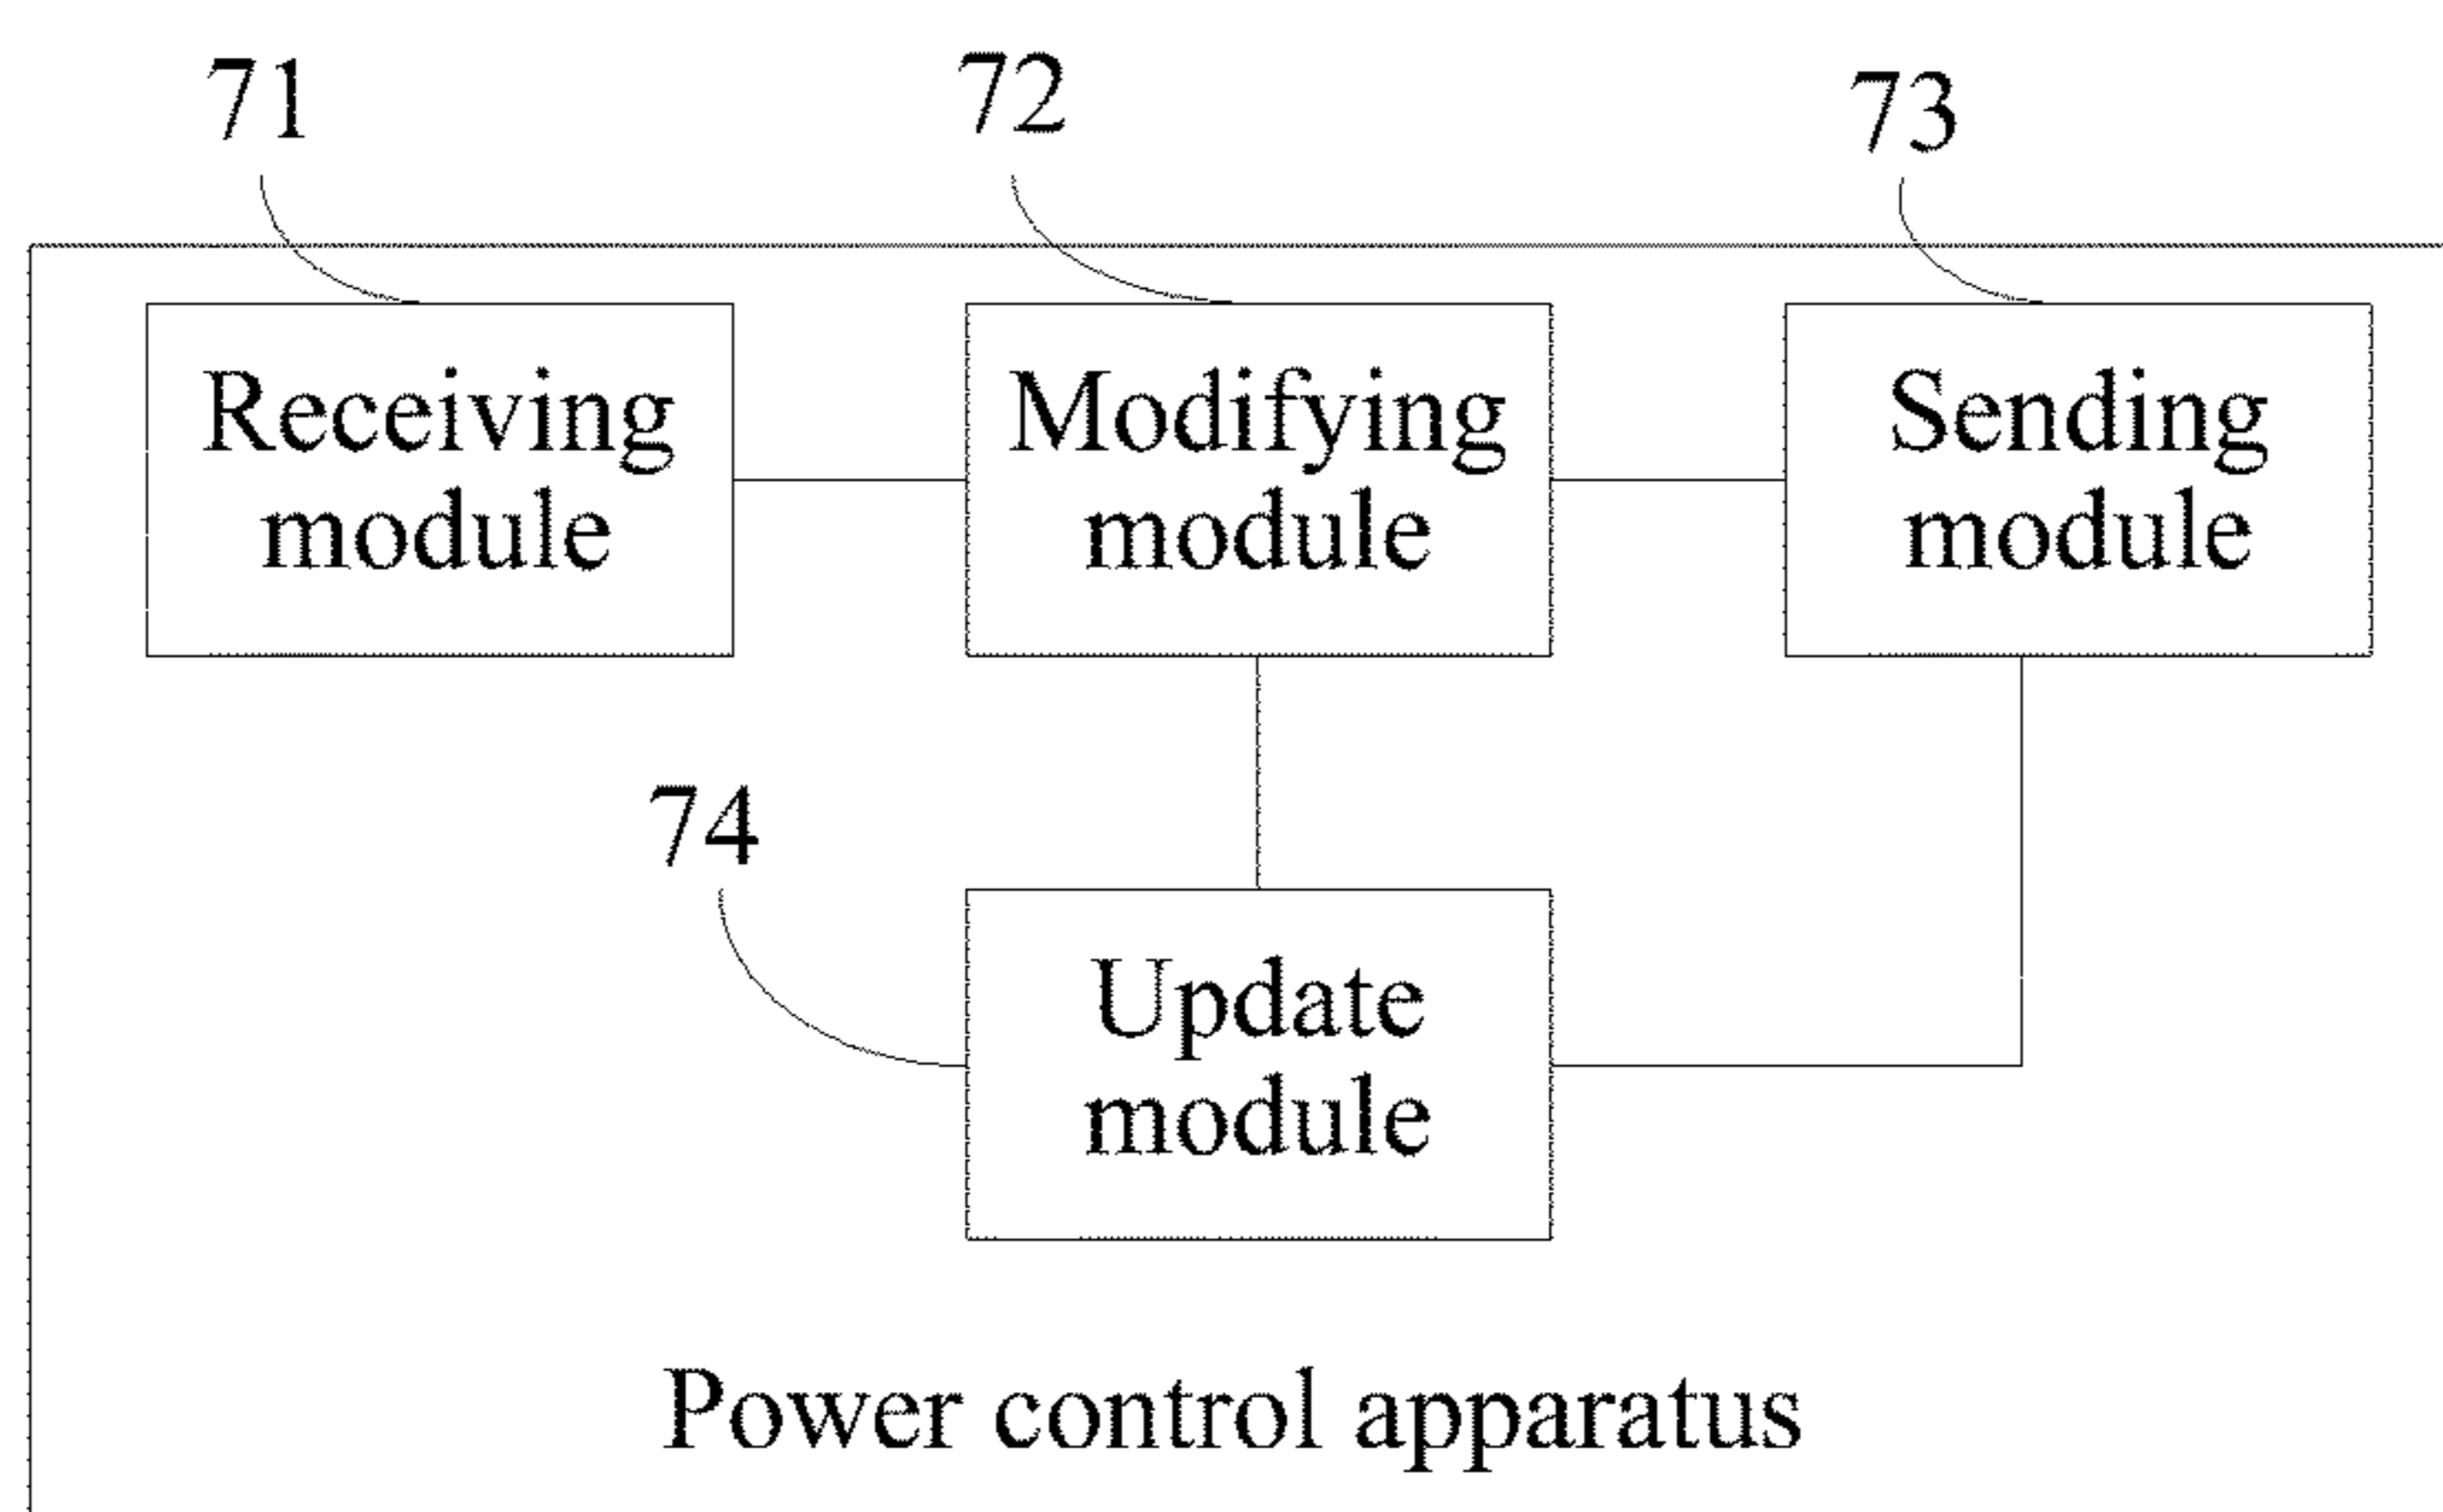 71
72
73
Receiving
module
Modifying
module
Sending
module
74
Update
module
Power control apparatus